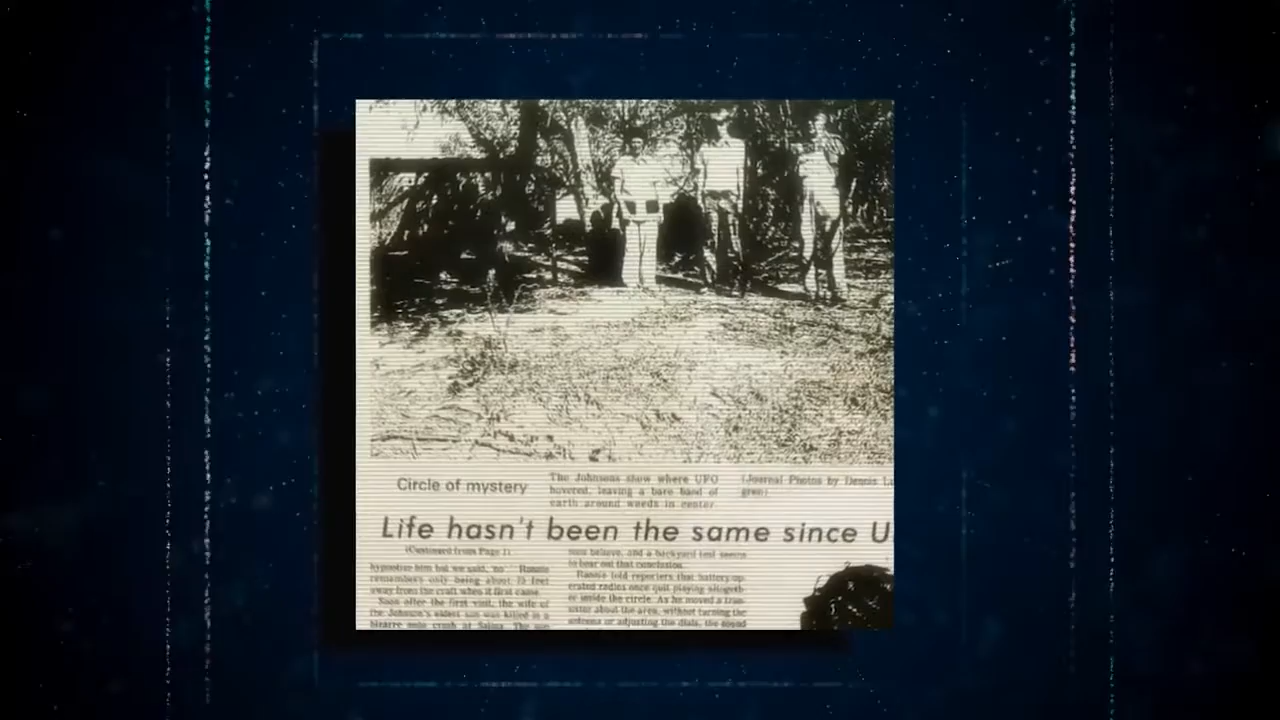 Circle of mystery
The Johnsons show where UFO
hovered, leaving a bare band of
earth around weeds in center.
(Journal Photos by Dennis
gren)
Life hasn't been the same since U
(Continued from Page 1)
hypnotize him but we said, 'no' Ronnie
remembers only being about 75 feet
away from the craft when it first came.
Soon after the first visit, the wife of
the Johnson's eldest son was killed in a
bizarre auto crash at Salina. The
sons believe, and a backyard test seems
to bear out that conclusion.
Ronnie told reporters that battery-op-
erated radios once quit playing altogeth-
er inside the circle. As he moved a tran-
sistor about the area, without turning the
antenna or adjusting the dials, the sound